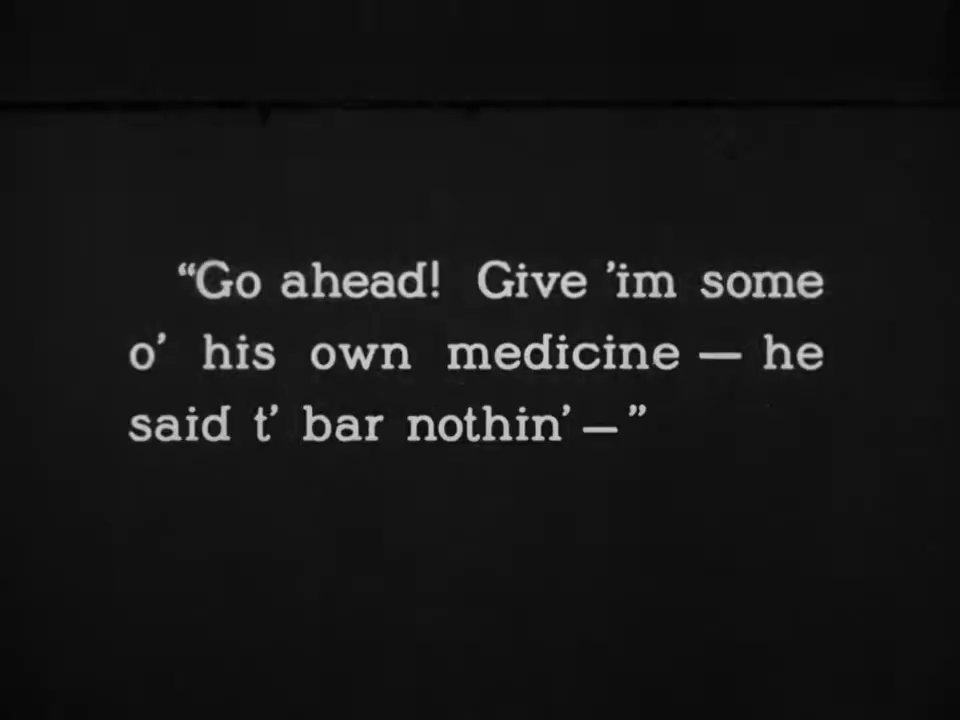 “Go ahead! Give ’im some
o’ his own medicine — he
said t’ bar nothin’ —”